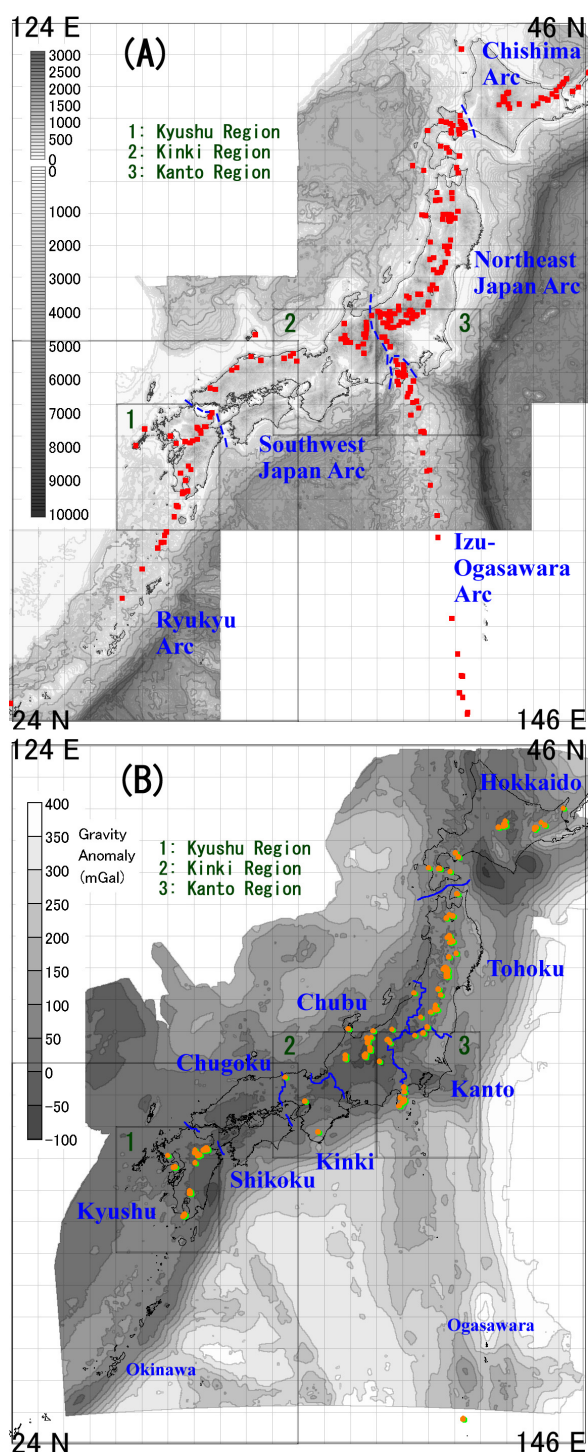 124 E
46 N
(A)
Chishima
Arc
3000
2500
2000
1500
1000
500
0
0
1000
2000
3000
4000
5000
6000
7000
8000
9000
10000
1: Kyushu Region
2: Kinki Region
3: Kanto Region
Northeast
Japan Arc
2
3
1
Southwest
Japan Arc
Izu-
Ogasawara
Arc
Ryukyu
Arc
24 N
146 E
124 E
46 N
(B)
Hokkaido
400
350
300
250
200
150
100
50
0
−50
−100
Gravity
Anomaly
(mGal)
1: Kyushu Region
2: Kinki Region
3: Kanto Region
Tohoku
Chubu
2
3
Chugoku
Kanto
1
Kinki
Shikoku
Kyushu
Ogasawara
Okinawa
24 N
146 E